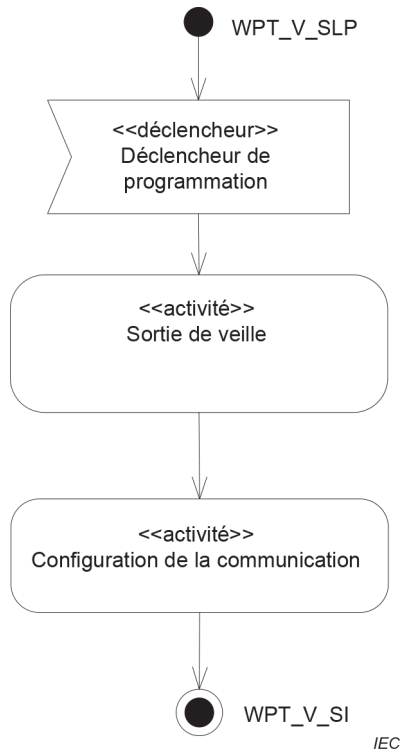 WPT_V_SLP
<<déclencheur>>
Déclencheur de
programmation
<<activité>>
Sortie de veille
<<activité>>
Configuration de la communication
WPT_V_SI
IEC